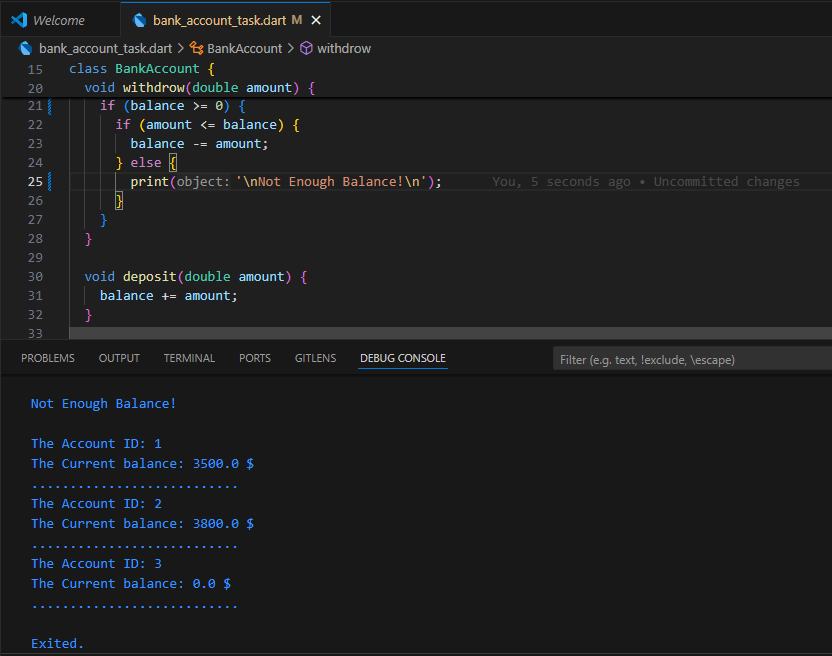 Welcome bank_account_task.dart M
bank_account_task.dart > BankAccount > withdrow
15 class BankAccount {
20 void withdrow(double amount) {
21 if (balance >= 0) {
22 if (amount <= balance) {
23 balance -= amount;
24 } else {
25 print(object: '\nNot Enough Balance!\n'); You, 5 seconds ago • Uncommitted changes
26 }
27 }
28 }
29
30 void deposit(double amount) {
31 balance += amount;
32 }
33
PROBLEMS OUTPUT TERMINAL PORTS GITLENS DEBUG CONSOLE Filter (e.g. text, !exclude, \escape)
Not Enough Balance!
The Account ID: 1
The Current balance: 3500.0 $
...........................
The Account ID: 2
The Current balance: 3800.0 $
...........................
The Account ID: 3
The Current balance: 0.0 $
...........................
Exited.